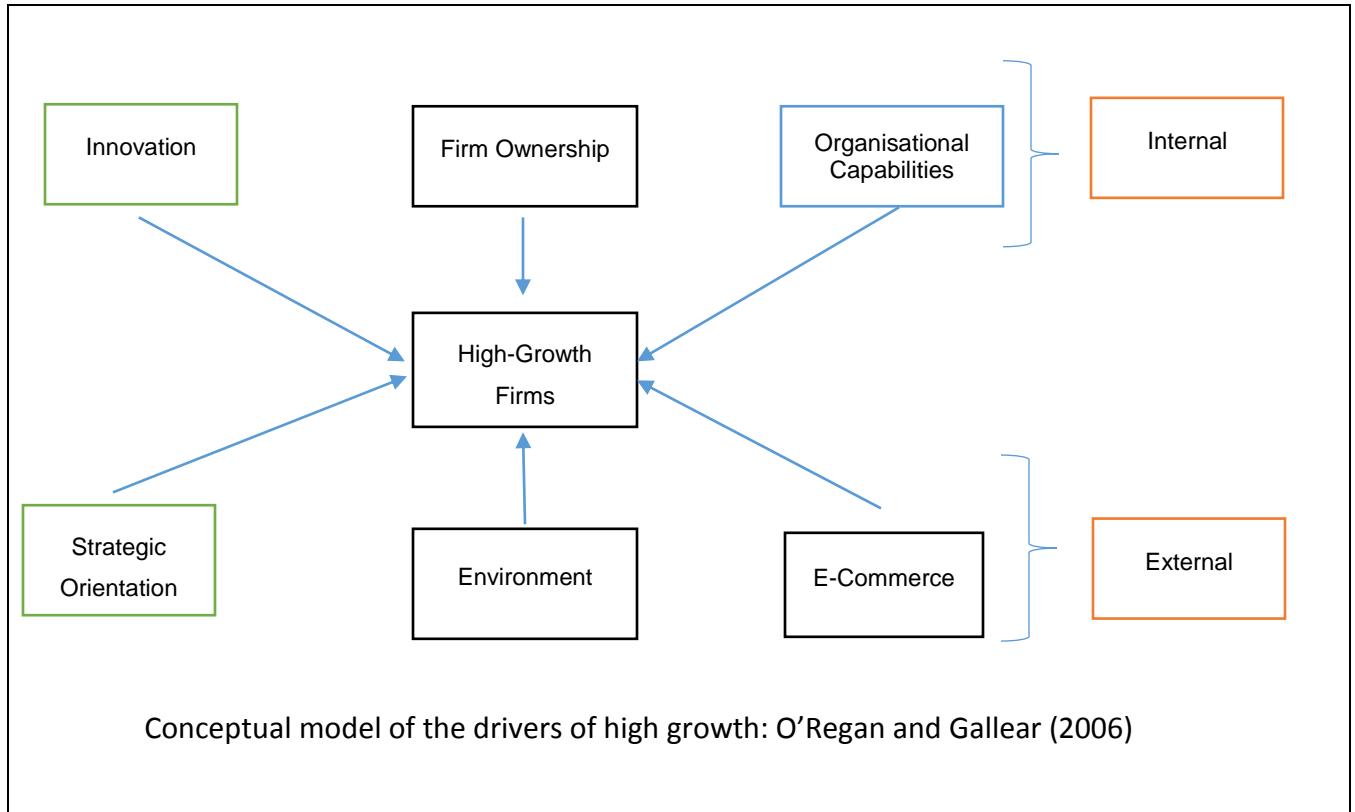 Innovation
Firm Ownership
Organisational
Capabilities
Internal
High-Growth
Firms
Strategic
Orientation
Environment
E-Commerce
External
Conceptual model of the drivers of high growth: O’Regan and Gallear (2006)